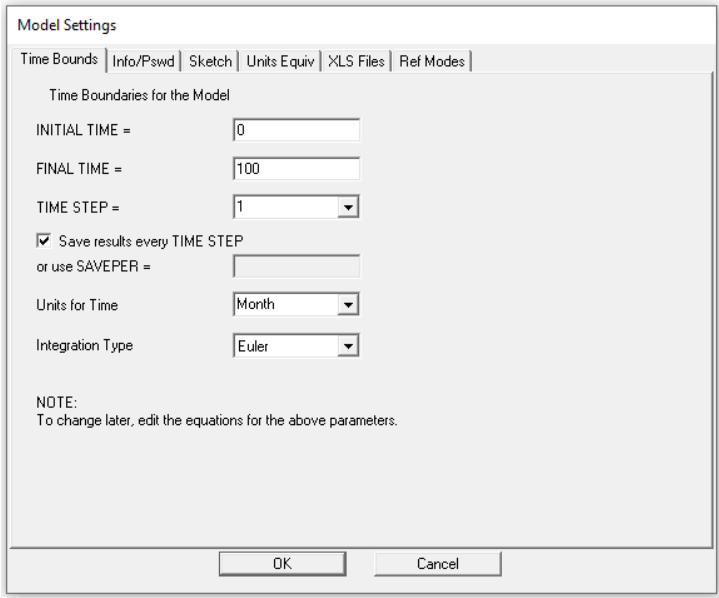 Model Settings
Time Bounds Info/Pswd Sketch Units Equiv XLS Files Ref Modes
Time Boundaries for the Model
INITIAL TIME = 0
FINAL TIME = 100
TIME STEP = 1
Save results every TIME STEP
or use SAVEPER =
Units for Time Month
Integration Type Euler
NOTE:
To change later, edit the equations for the above parameters.
OK Cancel